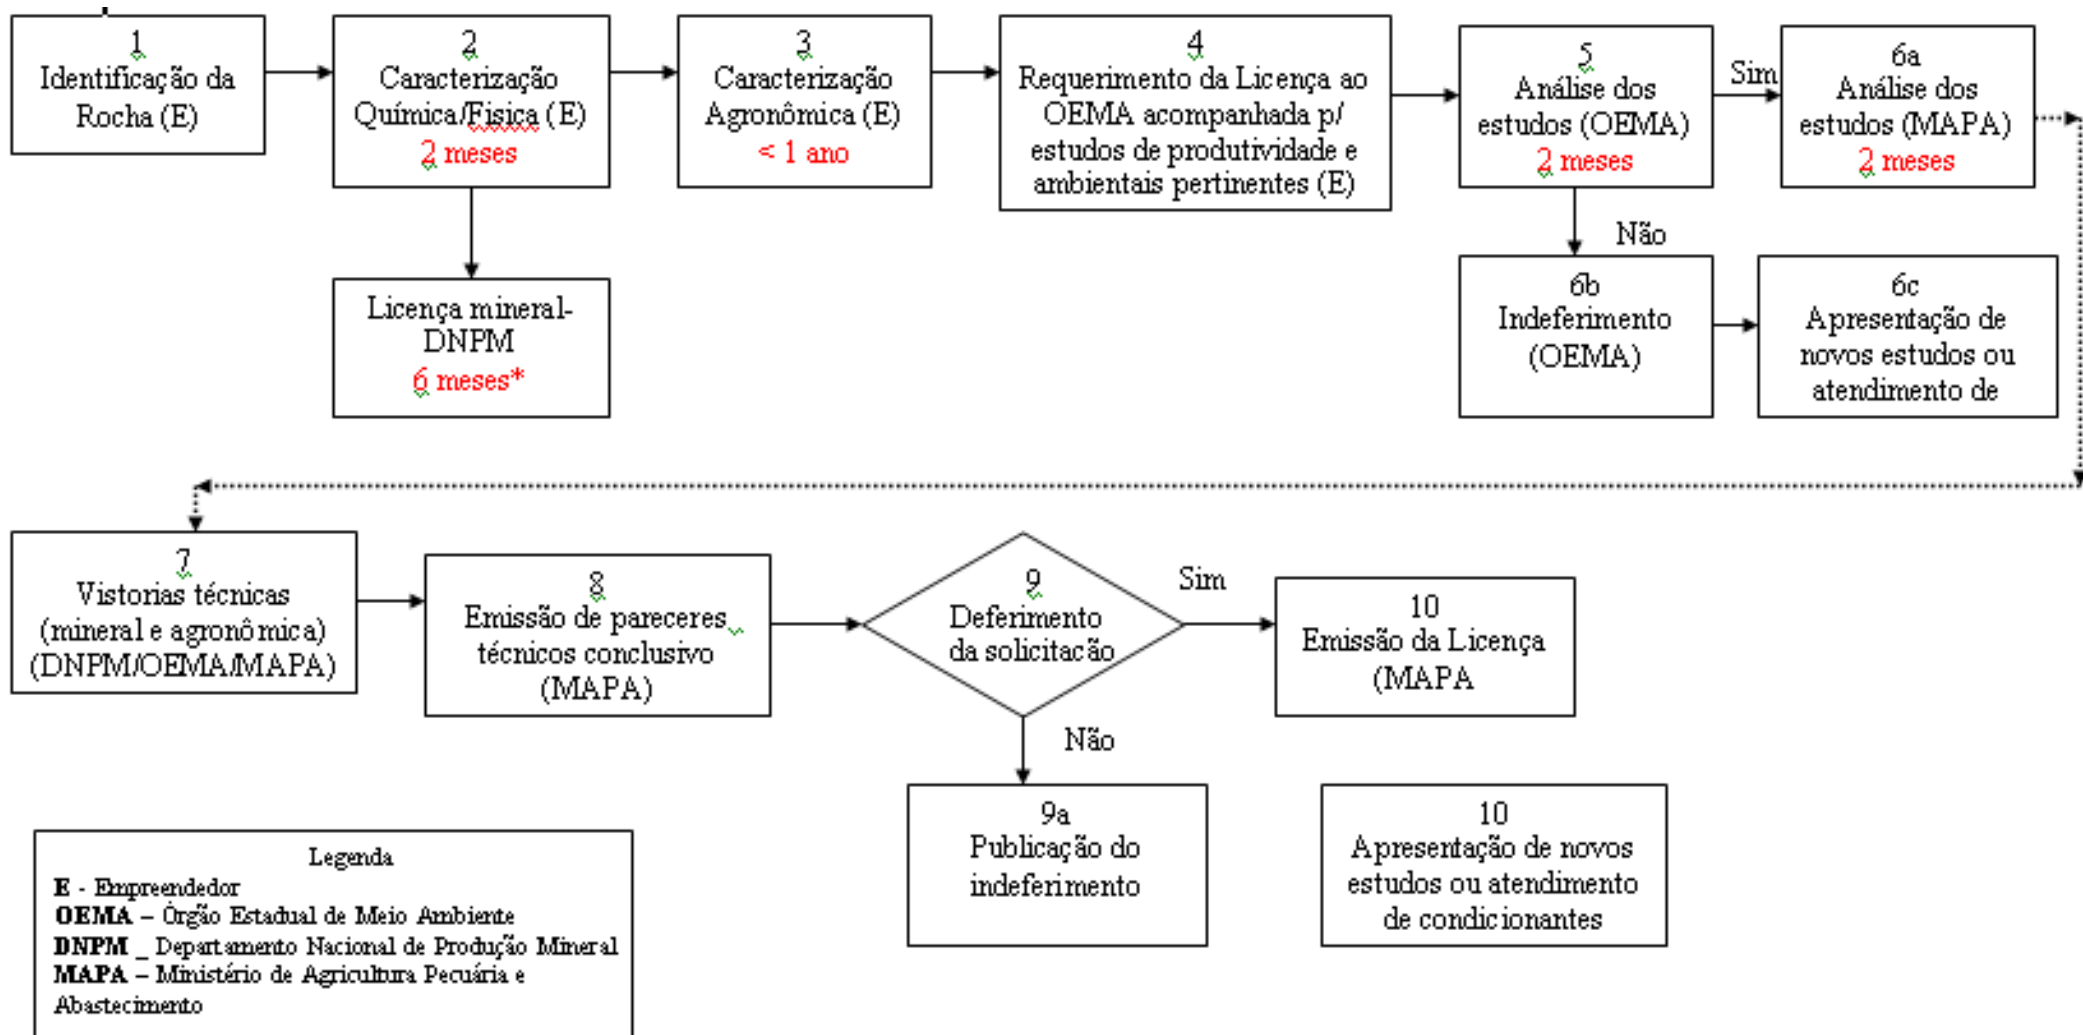 1
Identificação da
Rocha (E)
2
Caracterização
Química/Fisica (E)
2 meses
3
Caracterização
Agronômica (E)
< 1 ano
4
Requerimento da Licença ao
OEMA acompanhada p/
estudos de produtividade e
ambientais pertinentes (E)
5
Análise dos
estudos (OEMA)
2 meses
Sim
6a
Análise dos
estudos (MAPA)
2 meses
Não
Licença mineral-
DNPM
6 meses*
6b
Indeferimento
(OEMA)
6c
Apresentação de
novos estudos ou
atendimento de
7
Vistorias técnicas
(mineral e agronômica)
(DNPM/OEMA/MAPA)
8
Emissão de pareceres
técnicos conclusivo
(MAPA)
9
Deferimento
da solicitacão
Sim
10
Emissão da Licença
(MAPA
Não
9a
Publicação do
indeferimento
10
Apresentação de novos
estudos ou atendimento
de condicionantes
Legenda
E - Empreendedor
OEMA – Órgão Estadual de Meio Ambiente
DNPM _ Departamento Nacional de Produção Mineral
MAPA – Ministério de Agricultura Pecuária e
Abastecimento